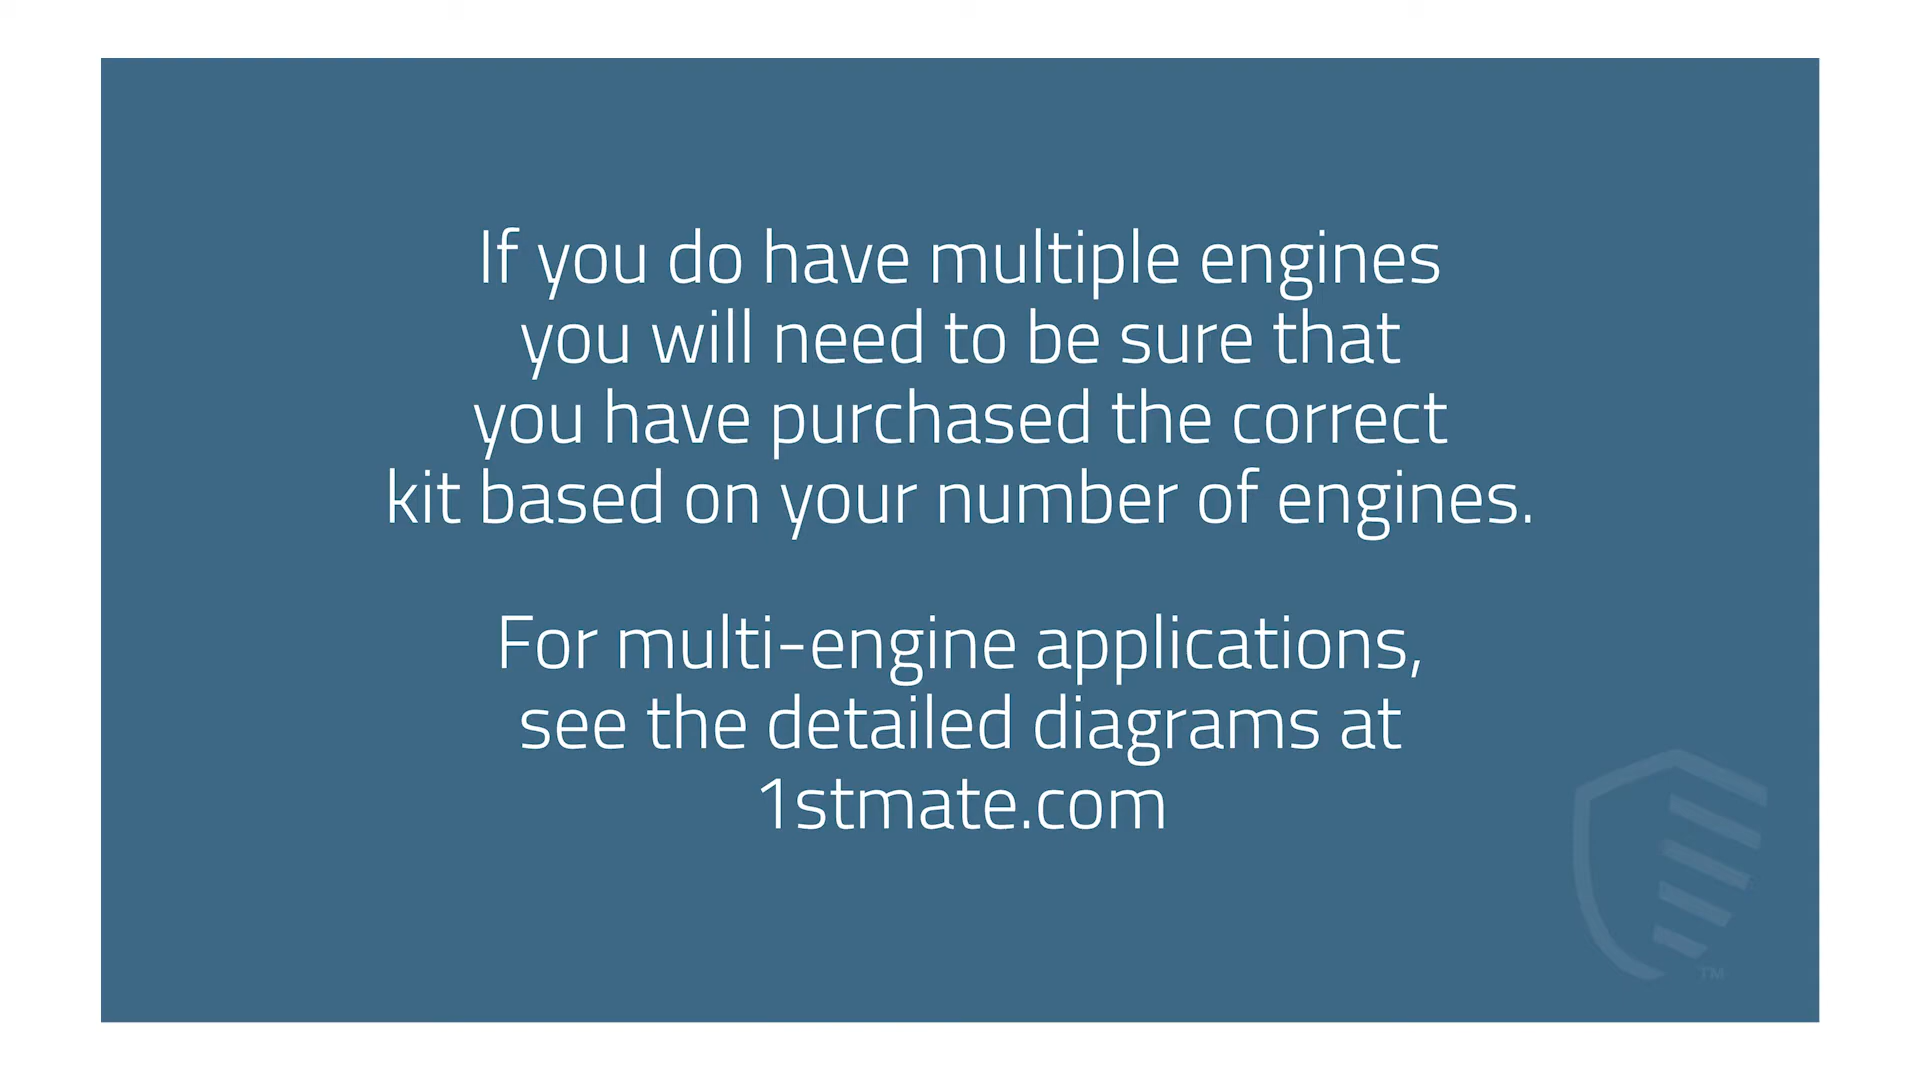 If you do have multiple engines
you will need to be sure that
you have purchased the correct
kit based on your number of engines.
For multi-engine applications,
see the detailed diagrams at
1stmate.com
TM